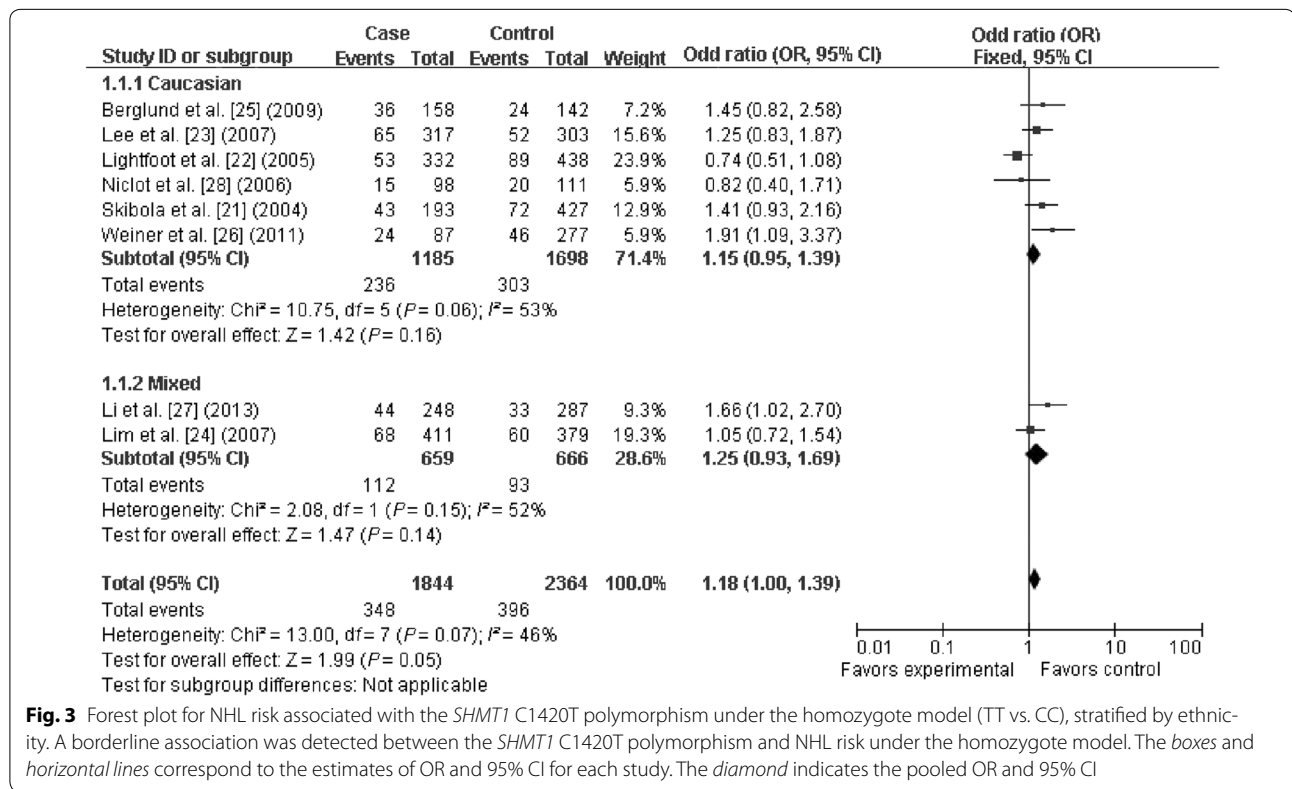 Case Control Odd ratio (OR)
Study ID or subgroup Events Total Events Total Weight Odd ratio (OR, 95% CI) Fixed, 95% CI
1.1.1 Caucasian
Berglund et al. [25] (2009) 36 158 24 142 7.2% 1.45 (0.82, 2.58)
Lee et al. [23] (2007) 65 317 52 303 15.6% 1.25 (0.83, 1.87)
Lightfoot et al. [22] (2005) 53 332 89 438 23.9% 0.74 (0.51, 1.08)
Niclot et al. [28] (2006) 15 98 20 111 5.9% 0.82 (0.40, 1.71)
Skibola et al. [21] (2004) 43 193 72 427 12.9% 1.41 (0.93, 2.16)
Weiner et al. [26] (2011) 24 87 46 277 5.9% 1.91 (1.09, 3.37)
Subtotal (95% CI) 1185 1698 71.4% 1.15 (0.95, 1.39)
Total events 236 303
Heterogeneity: Chi² = 10.75, df= 5 (P= 0.06); I²= 53%
Test for overall effect: Z = 1.42 (P= 0.16)
1.1.2 Mixed
Li et al. [27] (2013) 44 248 33 287 9.3% 1.66 (1.02, 2.70)
Lim et al. [24] (2007) 68 411 60 379 19.3% 1.05 (0.72, 1.54)
Subtotal (95% CI) 659 666 28.6% 1.25 (0.93, 1.69)
Total events 112 93
Heterogeneity: Chi² = 2.08, df= 1 (P= 0.15); I²= 52%
Test for overall effect: Z = 1.47 (P= 0.14)
Total (95% CI) 1844 2364 100.0% 1.18 (1.00, 1.39)
Total events 348 396
Heterogeneity: Chi² = 13.00, df= 7 (P= 0.07); I²= 46%
Test for overall effect: Z = 1.99 (P= 0.05)
Test for subgroup differences: Not applicable
0.01 0.1 1 10 100
Favors experimental Favors control
Fig. 3 Forest plot for NHL risk associated with the SHMT1 C1420T polymorphism under the homozygote model (TT vs. CC), stratified by ethnic-
ity. A borderline association was detected between the SHMT1 C1420T polymorphism and NHL risk under the homozygote model. The boxes and
horizontal lines correspond to the estimates of OR and 95% CI for each study. The diamond indicates the pooled OR and 95% CI